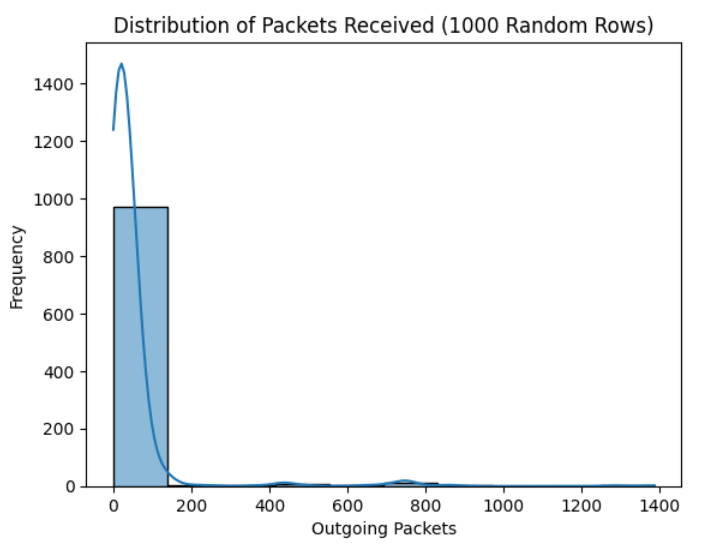 Distribution of Packets Received (1000 Random Rows)
1400
1200
1000
800
600
400
200
0
Frequency
0 200 400 600 800 1000 1200 1400
Outgoing Packets